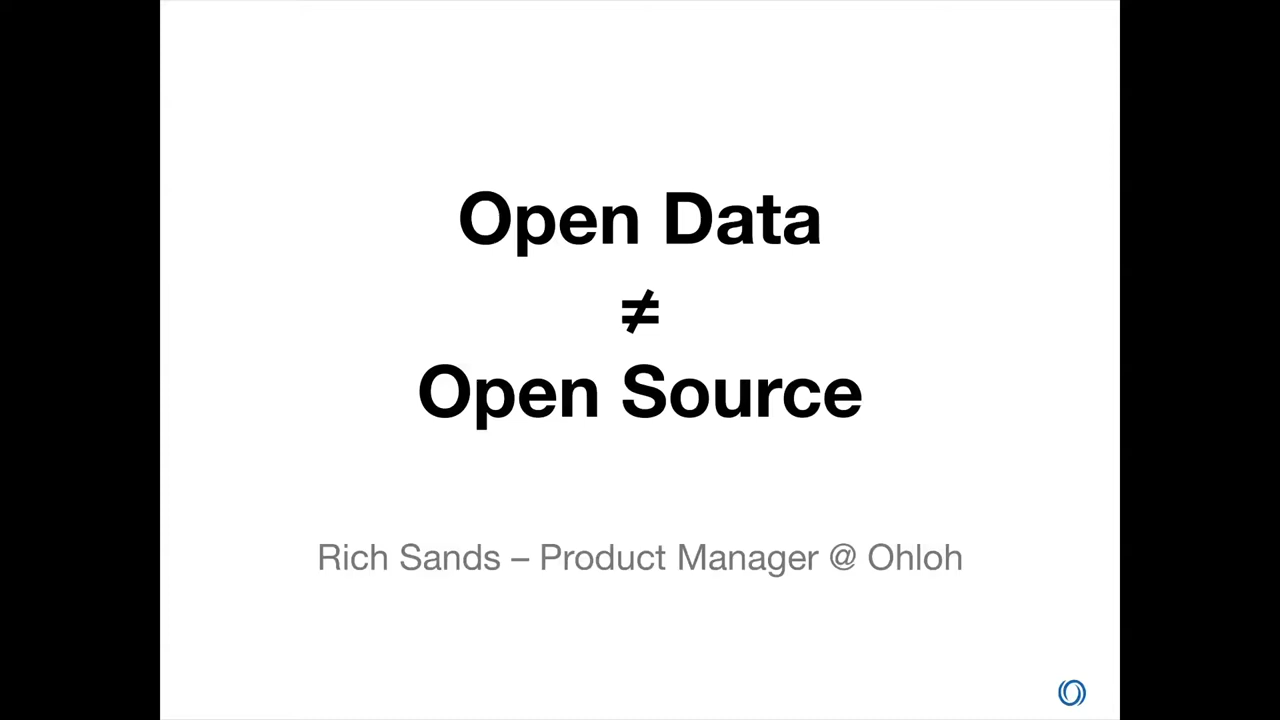 Open Data
≠
Open Source
Rich Sands – Product Manager @ Ohloh